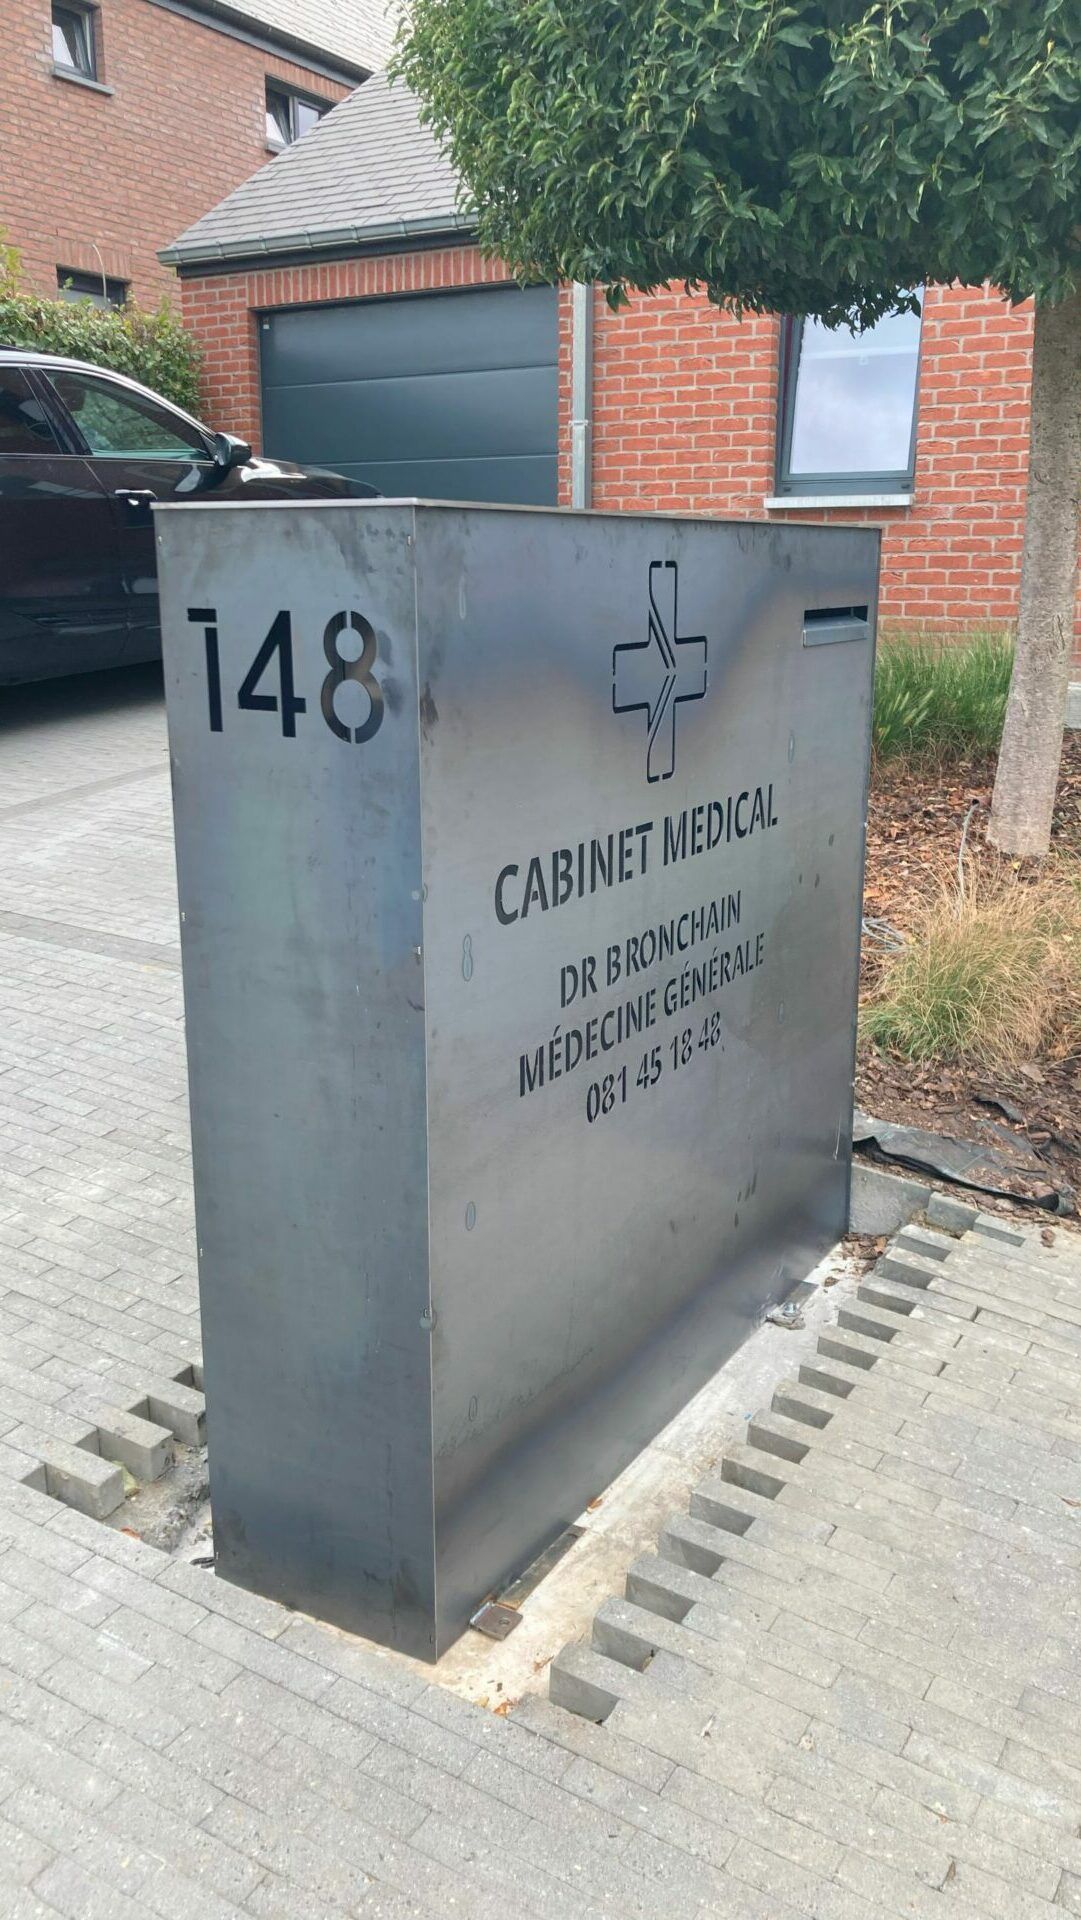 148
CABINET MEDICAL
DR BRONCHAIN
MÉDECINE GÉNÉRALE
081 45 18 48